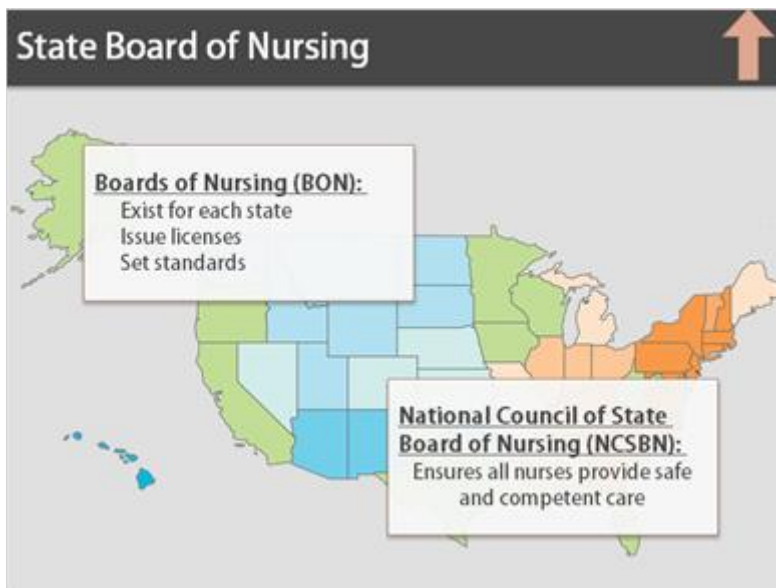 State Board of Nursing
Boards of Nursing (BON):
Exist for each state
Issue licenses
Set standards
National Council of State
Board of Nursing (NCSBN):
Ensures all nurses provide safe
and competent care